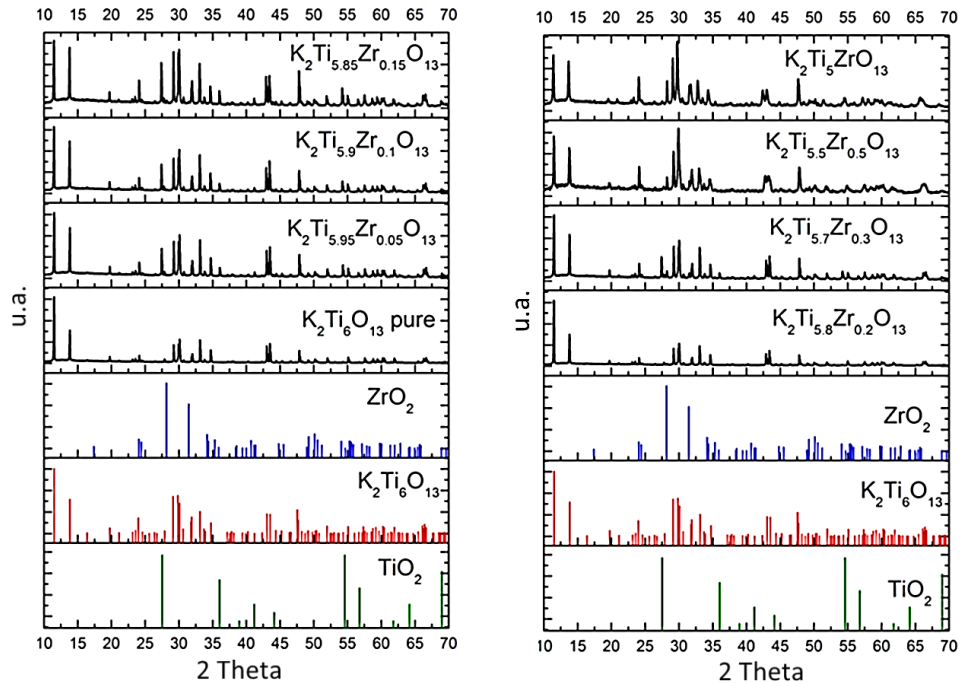 10 15 20 25 30 35 40 45 50 55 60 65 70
K2Ti5.85Zr0.15O13
K2Ti5.9Zr0.1O13
K2Ti5.95Zr0.05O13
K2Ti6O13 pure
ZrO2
K2Ti6O13
TiO2
u.a.
10 15 20 25 30 35 40 45 50 55 60 65 70
2 Theta
10 15 20 25 30 35 40 45 50 55 60 65 70
K2Ti5ZrO13
K2Ti5.5Zr0.5O13
K2Ti5.7Zr0.3O13
K2Ti5.8Zr0.2O13
ZrO2
K2Ti6O13
TiO2
u.a.
10 15 20 25 30 35 40 45 50 55 60 65 70
2 Theta